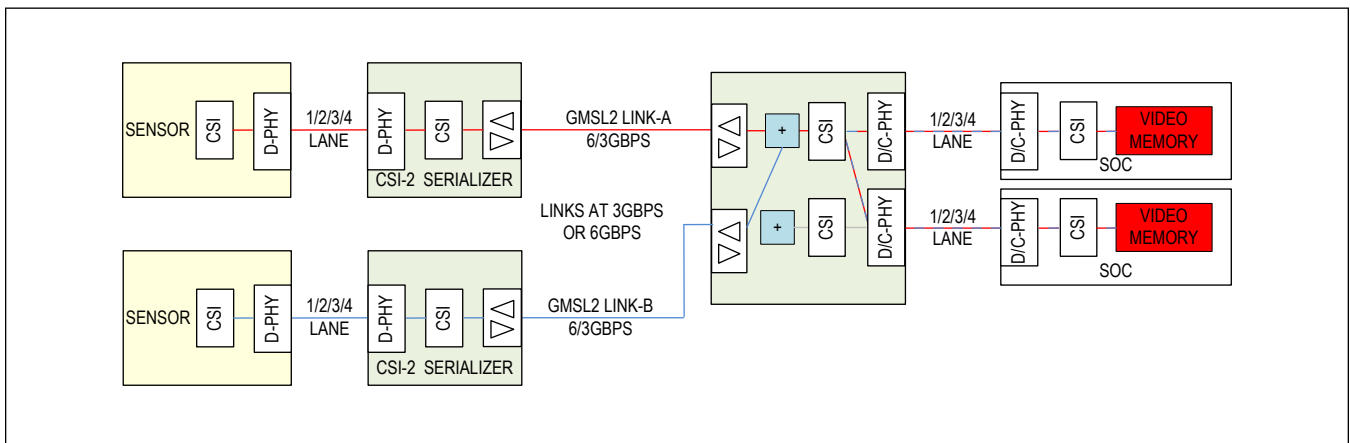 SENSOR
CSI
D-PHY
1/2/3/4
LANE
D-PHY
CSI
CSI-2 SERIALIZER
GMSL2 LINK-A
6/3GBPS
+
CSI
D/C-PHY
1/2/3/4
LANE
D/C-PHY
CSI
VIDEO
MEMORY
SOC
LINKS AT 3GBPS
OR 6GBPS
+
CSI
D/C-PHY
1/2/3/4
LANE
D/C-PHY
CSI
VIDEO
MEMORY
SOC
SENSOR
CSI
D-PHY
1/2/3/4
LANE
D-PHY
CSI
CSI-2 SERIALIZER
GMSL2 LINK-B
6/3GBPS